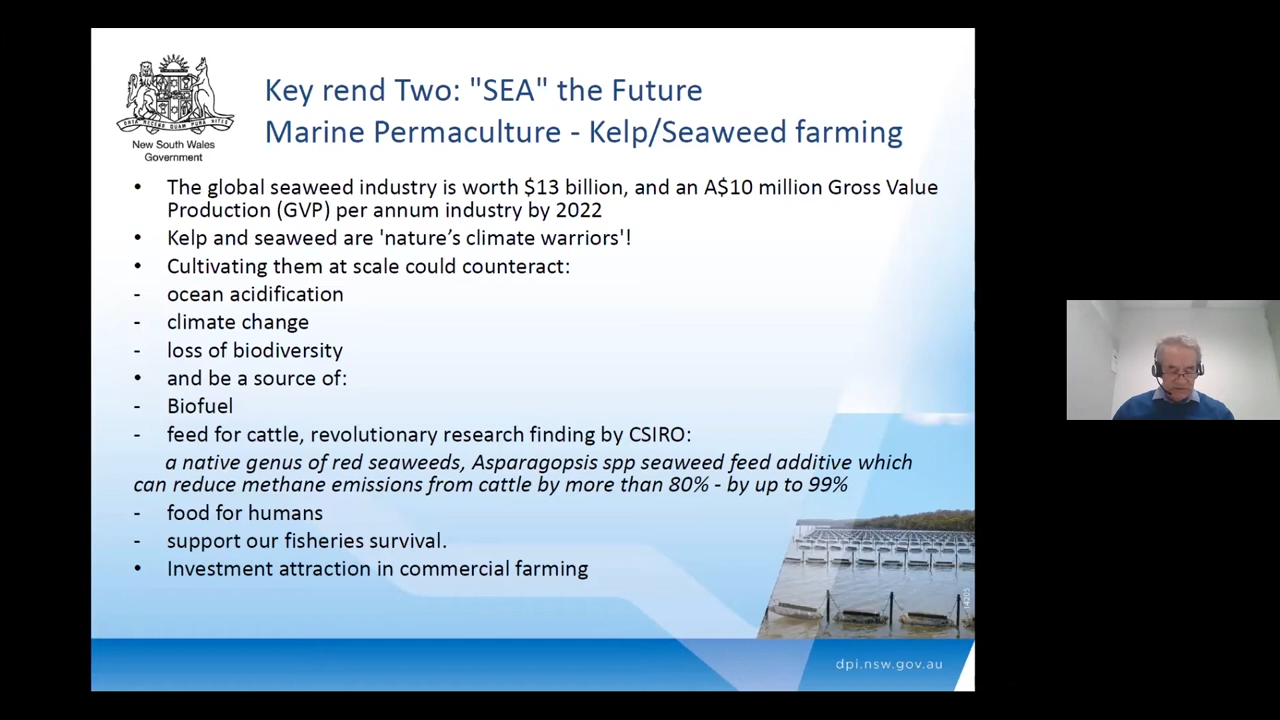 New South Wales
Government
Key rend Two: "SEA" the Future
Marine Permaculture - Kelp/Seaweed farming
• The global seaweed industry is worth $13 billion, and an A$10 million Gross Value
Production (GVP) per annum industry by 2022
• Kelp and seaweed are 'nature’s climate warriors'!
• Cultivating them at scale could counteract:
- ocean acidification
- climate change
- loss of biodiversity
• and be a source of:
- Biofuel
- feed for cattle, revolutionary research finding by CSIRO:
a native genus of red seaweeds, Asparagopsis spp seaweed feed additive which
can reduce methane emissions from cattle by more than 80% - by up to 99%
- food for humans
- support our fisheries survival.
• Investment attraction in commercial farming
dpi.nsw.gov.au